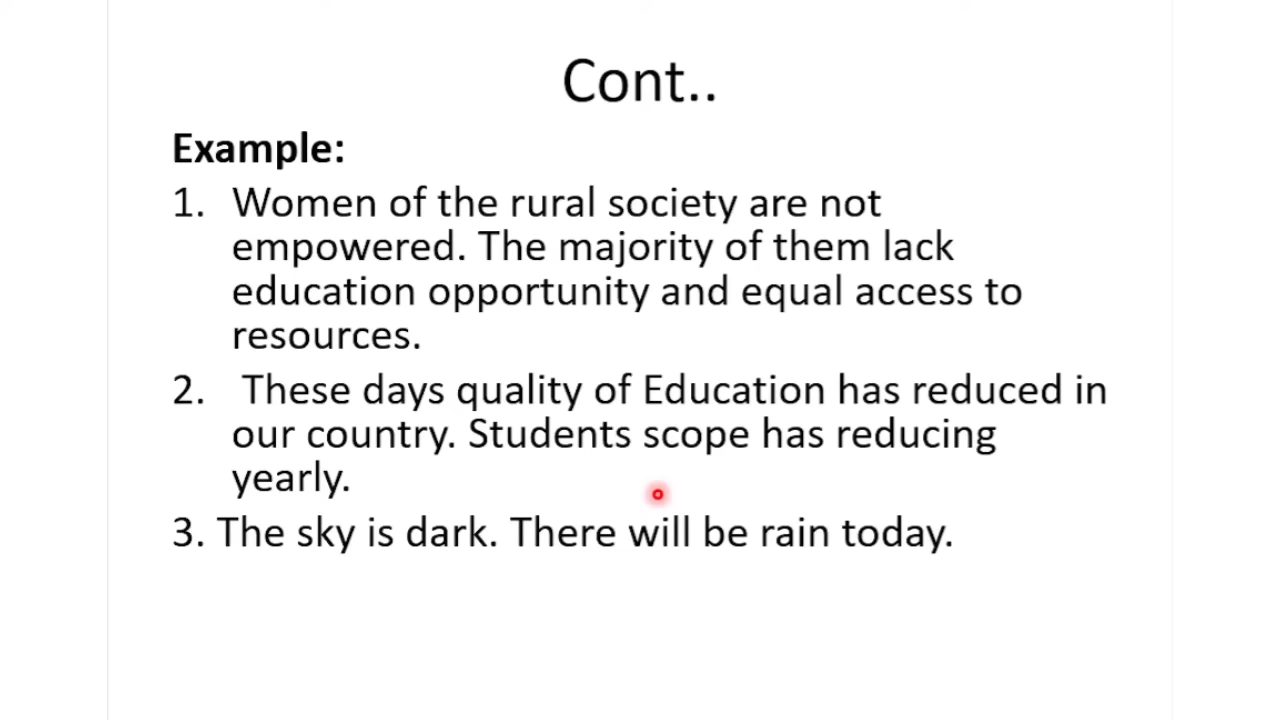 Cont..
Example:
1. Women of the rural society are not
empowered. The majority of them lack
education opportunity and equal access to
resources.
2. These days quality of Education has reduced in
our country. Students scope has reducing
yearly.
3. The sky is dark. There will be rain today.